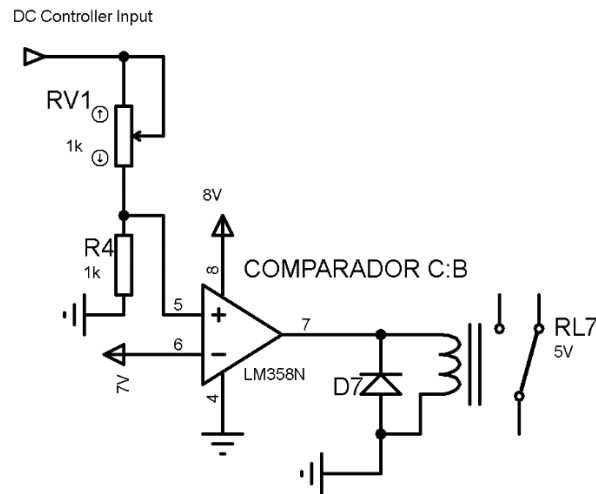 DC Controller Input
RV1
1k
8V
R4
1k
8
COMPARADOR C:B
5
+
7
6
−
LM358N
7V
4
D7
RL7
5V